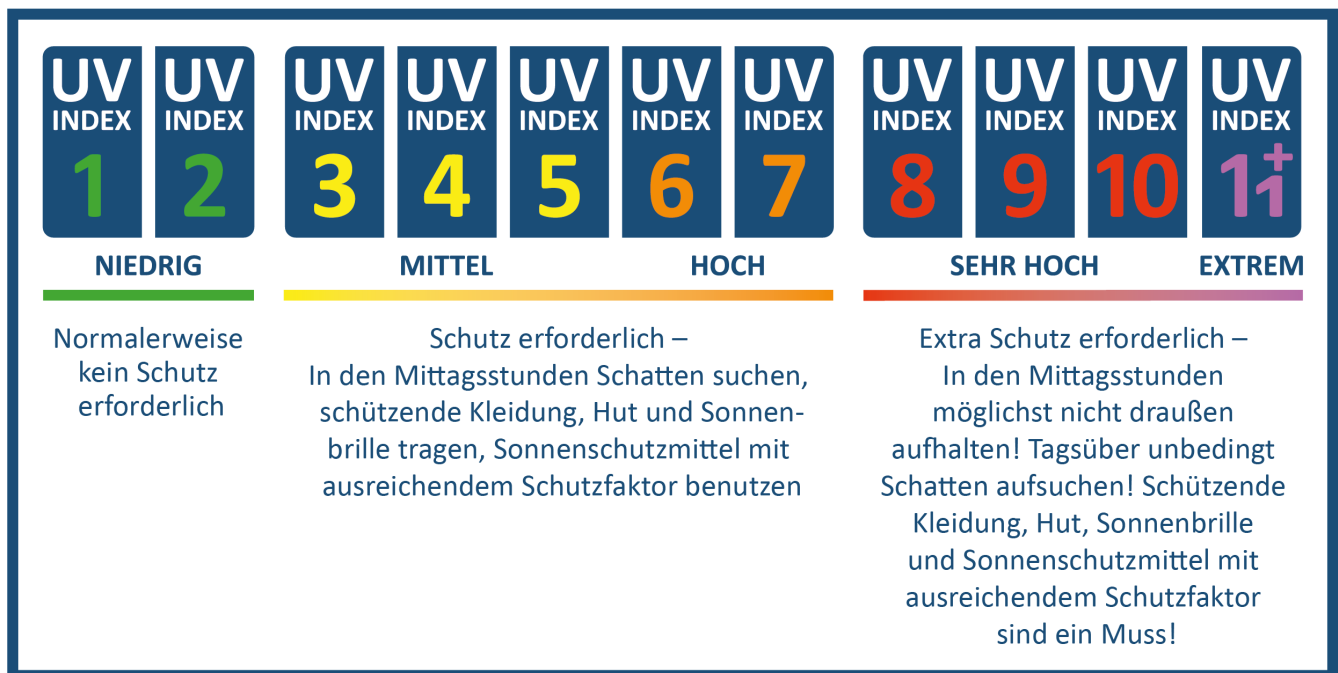 UV INDEX 1
UV INDEX 2
NIEDRIG
Normalerweise
kein Schutz
erforderlich
UV INDEX 3
UV INDEX 4
UV INDEX 5
UV INDEX 6
UV INDEX 7
MITTEL
HOCH
Schutz erforderlich –
In den Mittagsstunden Schatten suchen,
schützende Kleidung, Hut und Sonnen-
brille tragen, Sonnenschutzmittel mit
ausreichendem Schutzfaktor benutzen
UV INDEX 8
UV INDEX 9
UV INDEX 10
UV INDEX 11+
SEHR HOCH
EXTREM
Extra Schutz erforderlich –
In den Mittagsstunden
möglichst nicht draußen
aufhalten! Tagsüber unbedingt
Schatten aufsuchen! Schützende
Kleidung, Hut, Sonnenbrille
und Sonnenschutzmittel mit
ausreichendem Schutzfaktor
sind ein Muss!